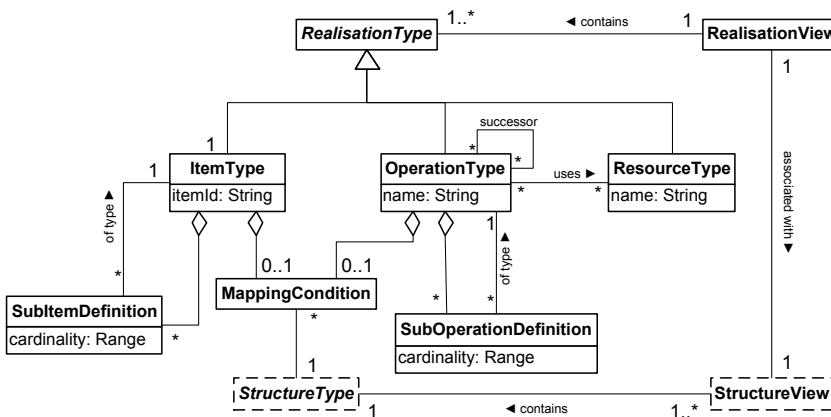 1..*
◄ contains
1
RealisationType
RealisationView
1
successor
1
*
*
1
ItemType
OperationType
ResourceType
itemId: String
name: String
uses ►
name: String
*
*
of type ►
1
of type ►
associated with ►
0..1
0..1
*
MappingCondition
*
*
SubItemDefinition
*
SubOperationDefinition
cardinality: Range
*
cardinality: Range
1
1
StructureType
StructureView
1
◄ contains
1..*